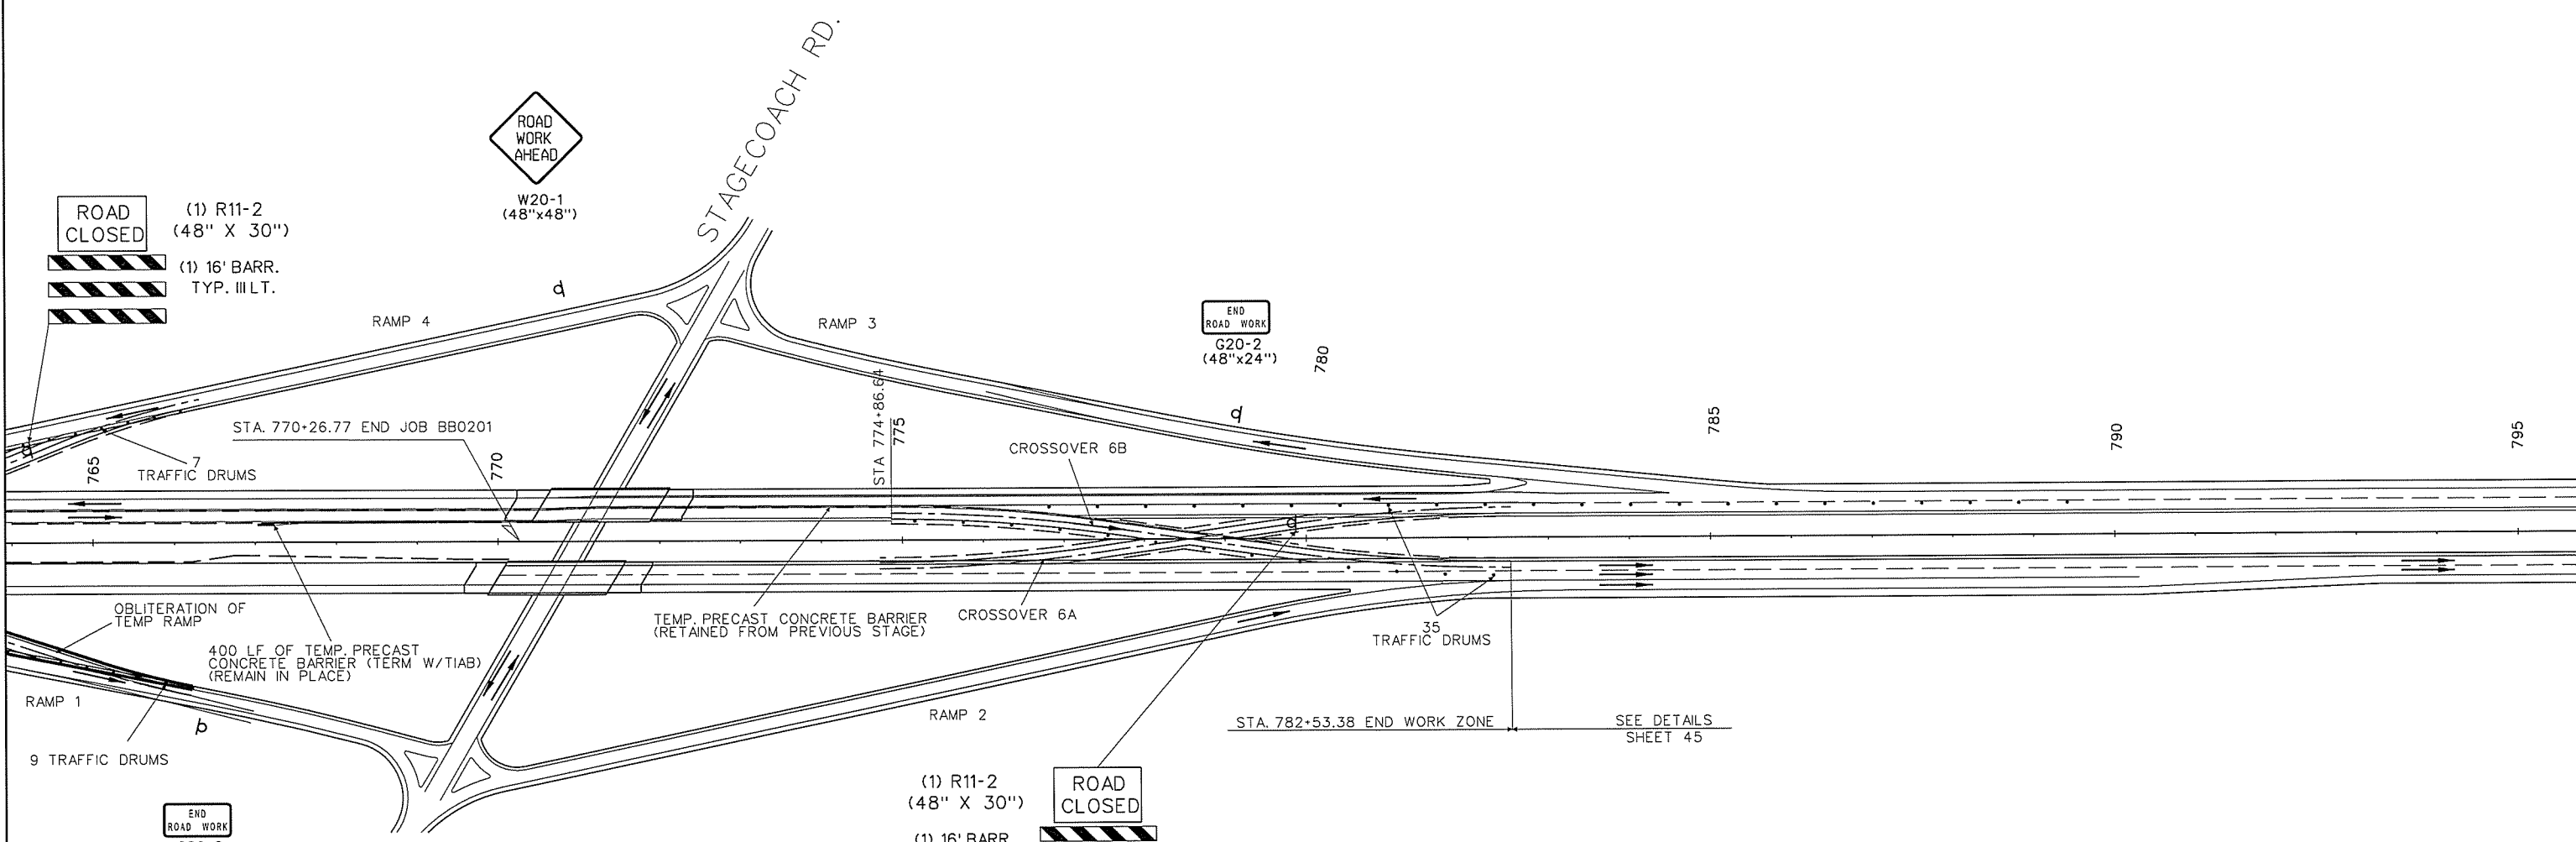 STAGECOACH RD.
ROAD
WORK
AHEAD
W20-1
(48"x48")
ROAD
CLOSED
(1) R11-2
(48" X 30")
(1) 16' BARR.
TYP. III LT.
RAMP 4
RAMP 3
END
ROAD WORK
G20-2
(48"x24")
780
STA. 770+26.77 END JOB BB0201
STA 774+86.64
775
CROSSOVER 6B
785
790
795
765
7
TRAFFIC DRUMS
770
OBLITERATION OF
TEMP RAMP
400 LF OF TEMP. PRECAST
CONCRETE BARRIER (TERM W/TIAB)
(REMAIN IN PLACE)
TEMP. PRECAST CONCRETE BARRIER
(RETAINED FROM PREVIOUS STAGE)
CROSSOVER 6A
35
TRAFFIC DRUMS
RAMP 1
9 TRAFFIC DRUMS
RAMP 2
STA. 782+53.38 END WORK ZONE
SEE DETAILS
SHEET 45
END
ROAD WORK
(1) R11-2
(48" X 30")
ROAD
CLOSED
(1) 16' BARR.